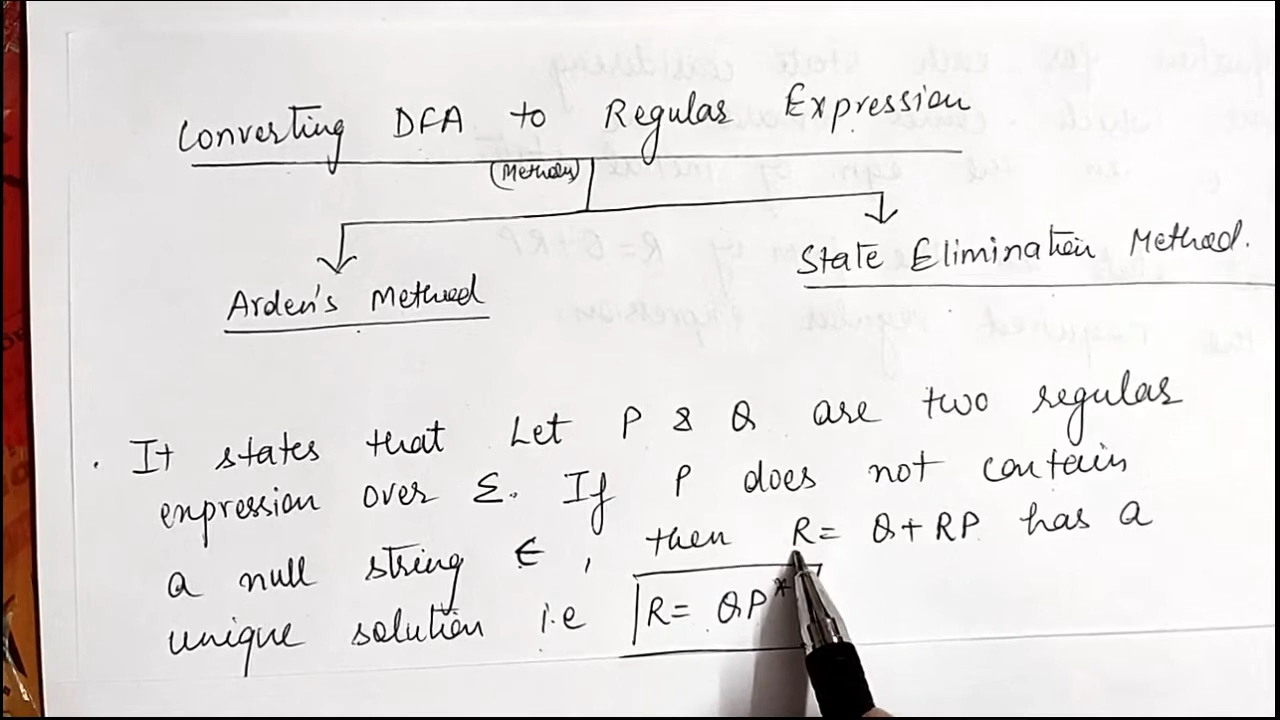 Converting DFA to Regular Expression
(Methods)
Arden's Method
State Elimination Method.
. It states that Let P & Q are two regular
expression over Σ. If P does not contain
a null string ∈, then R= Q+RP has a
unique solution i.e R= QP*